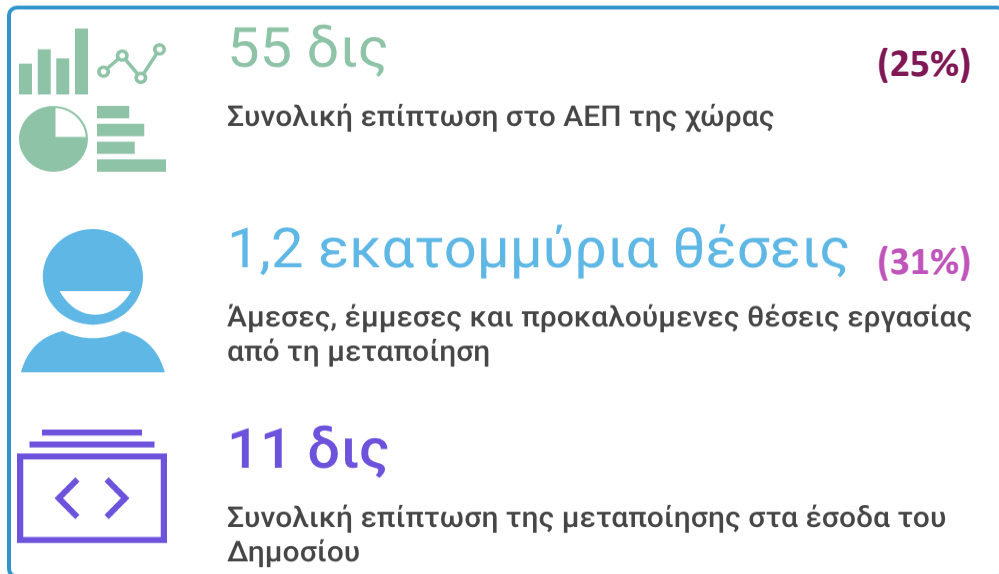 55 δις (25%)
Συνολική επίπτωση στο ΑΕΠ της χώρας
1,2 εκατομμύρια θέσεις (31%)
Άμεσες, έμμεσες και προκαλούμενες θέσεις εργασίας
από τη μεταποίηση
11 δις
Συνολική επίπτωση της μεταποίησης στα έσοδα του
Δημοσίου